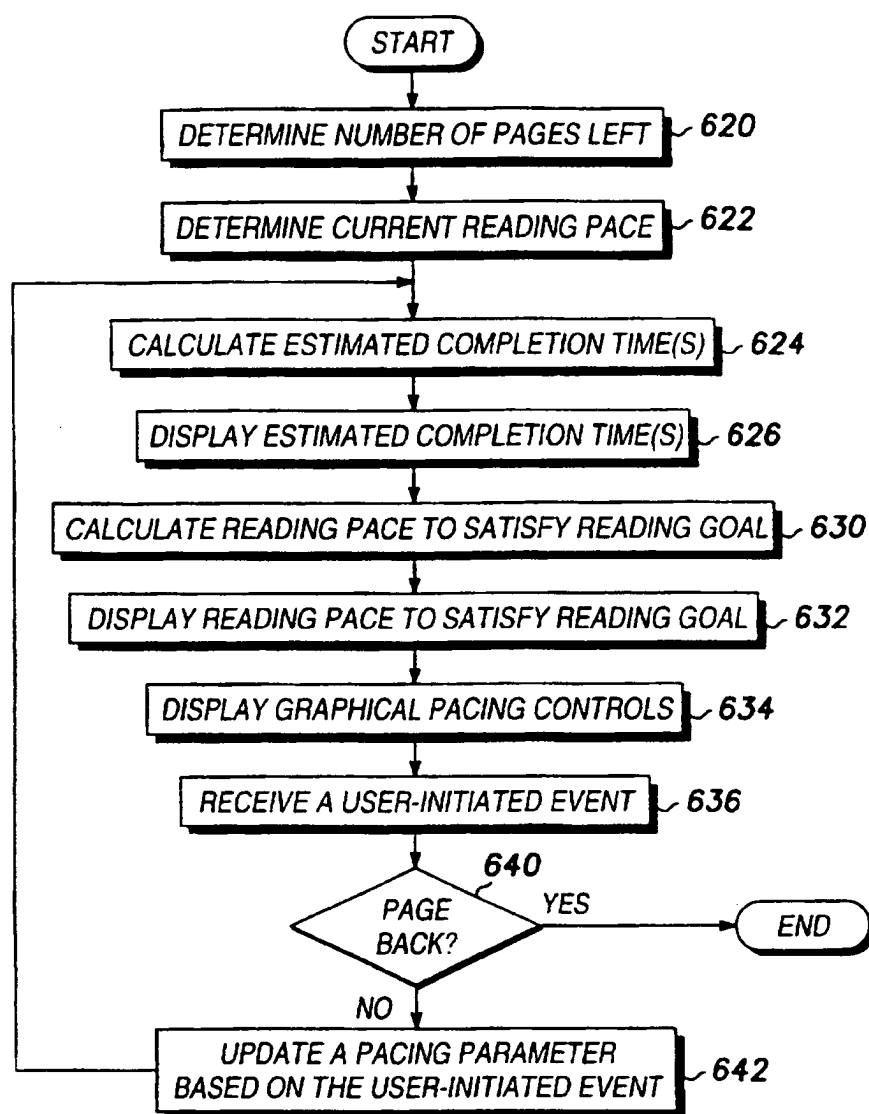 START
DETERMINE NUMBER OF PAGES LEFT 620
DETERMINE CURRENT READING PACE 622
CALCULATE ESTIMATED COMPLETION TIME(S) 624
DISPLAY ESTIMATED COMPLETION TIME(S) 626
CALCULATE READING PACE TO SATISFY READING GOAL 630
DISPLAY READING PACE TO SATISFY READING GOAL 632
DISPLAY GRAPHICAL PACING CONTROLS 634
RECEIVE A USER-INITIATED EVENT 636
640
PAGE
BACK?
YES
END
NO
UPDATE A PACING PARAMETER
BASED ON THE USER-INITIATED EVENT 642